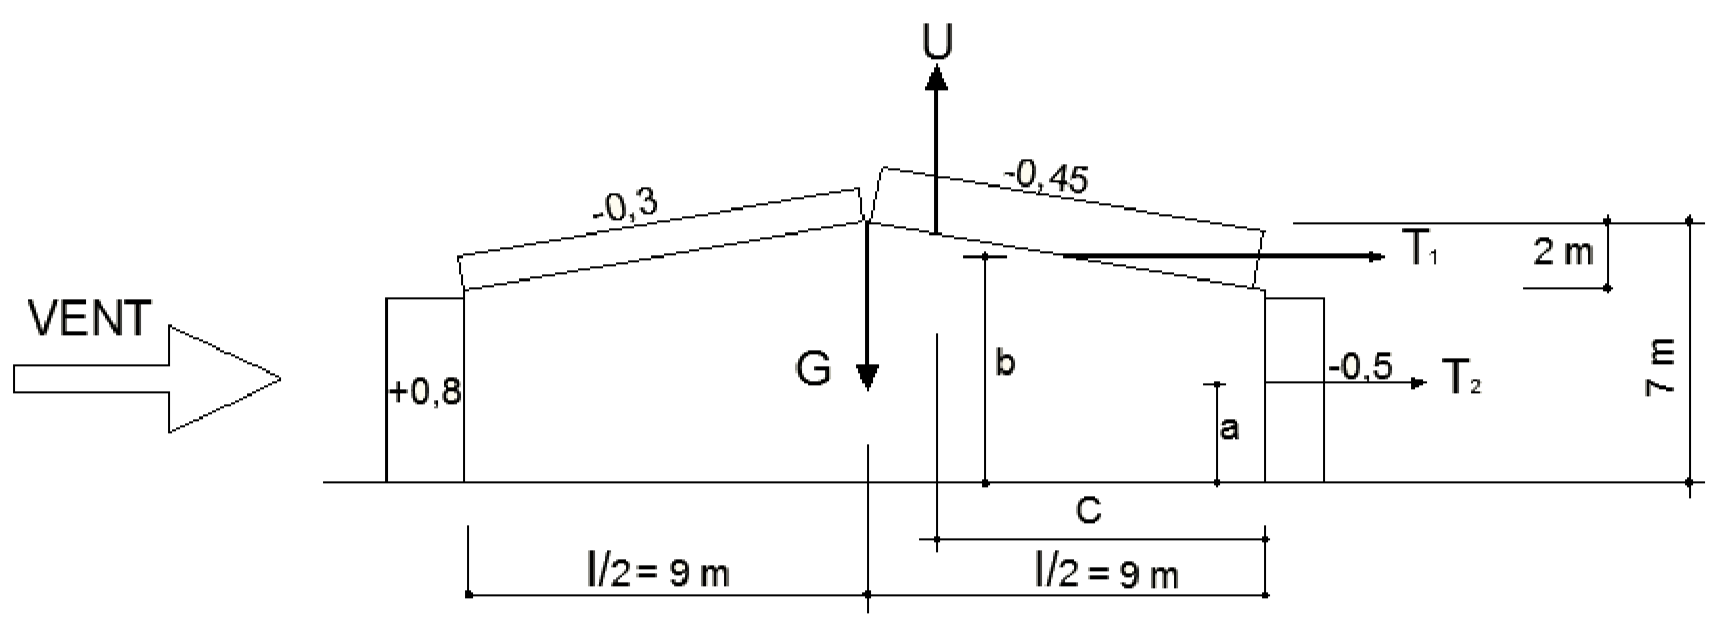 U
-0,3
-0,45
T₁
2 m
VENT
G
b
+0,8
-0,5
T₂
7 m
a
C
l/2 = 9 m
l/2 = 9 m